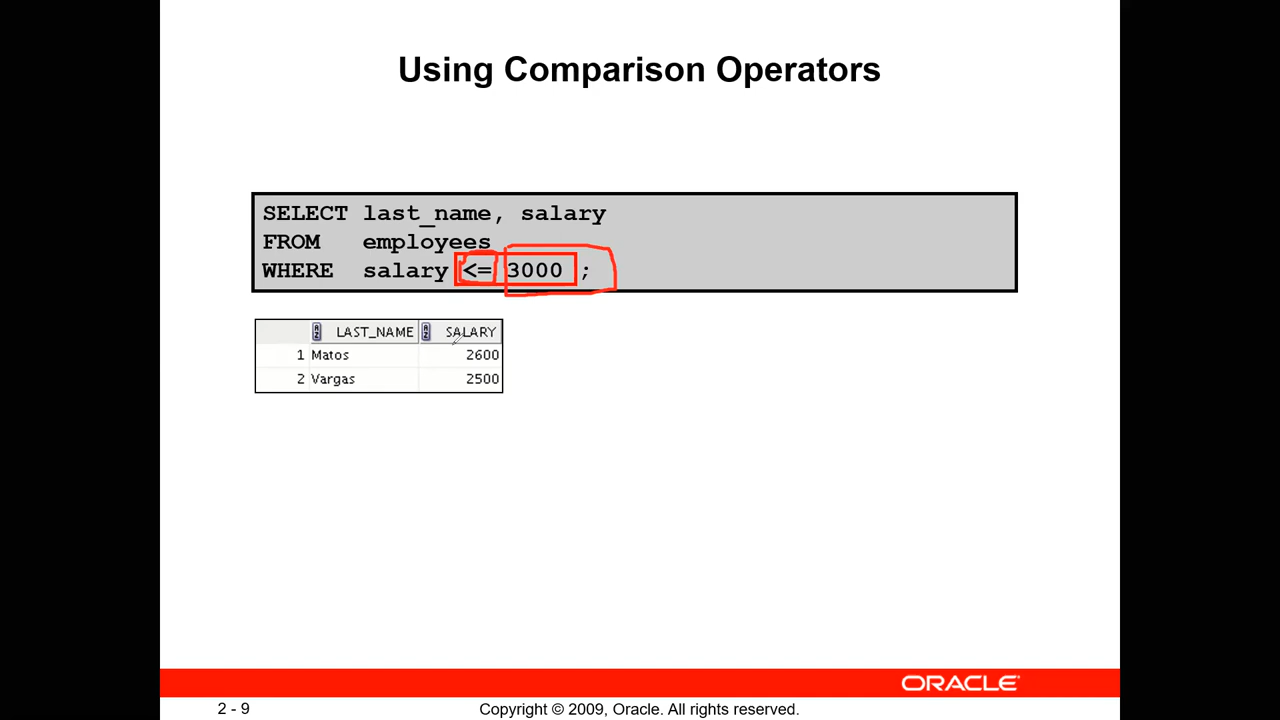 Using Comparison Operators
SELECT last_name, salary
FROM employees
WHERE salary <= 3000 ;
LAST_NAME SALARY
1 Matos 2600
2 Vargas 2500
ORACLE
2 - 9 Copyright © 2009, Oracle. All rights reserved.